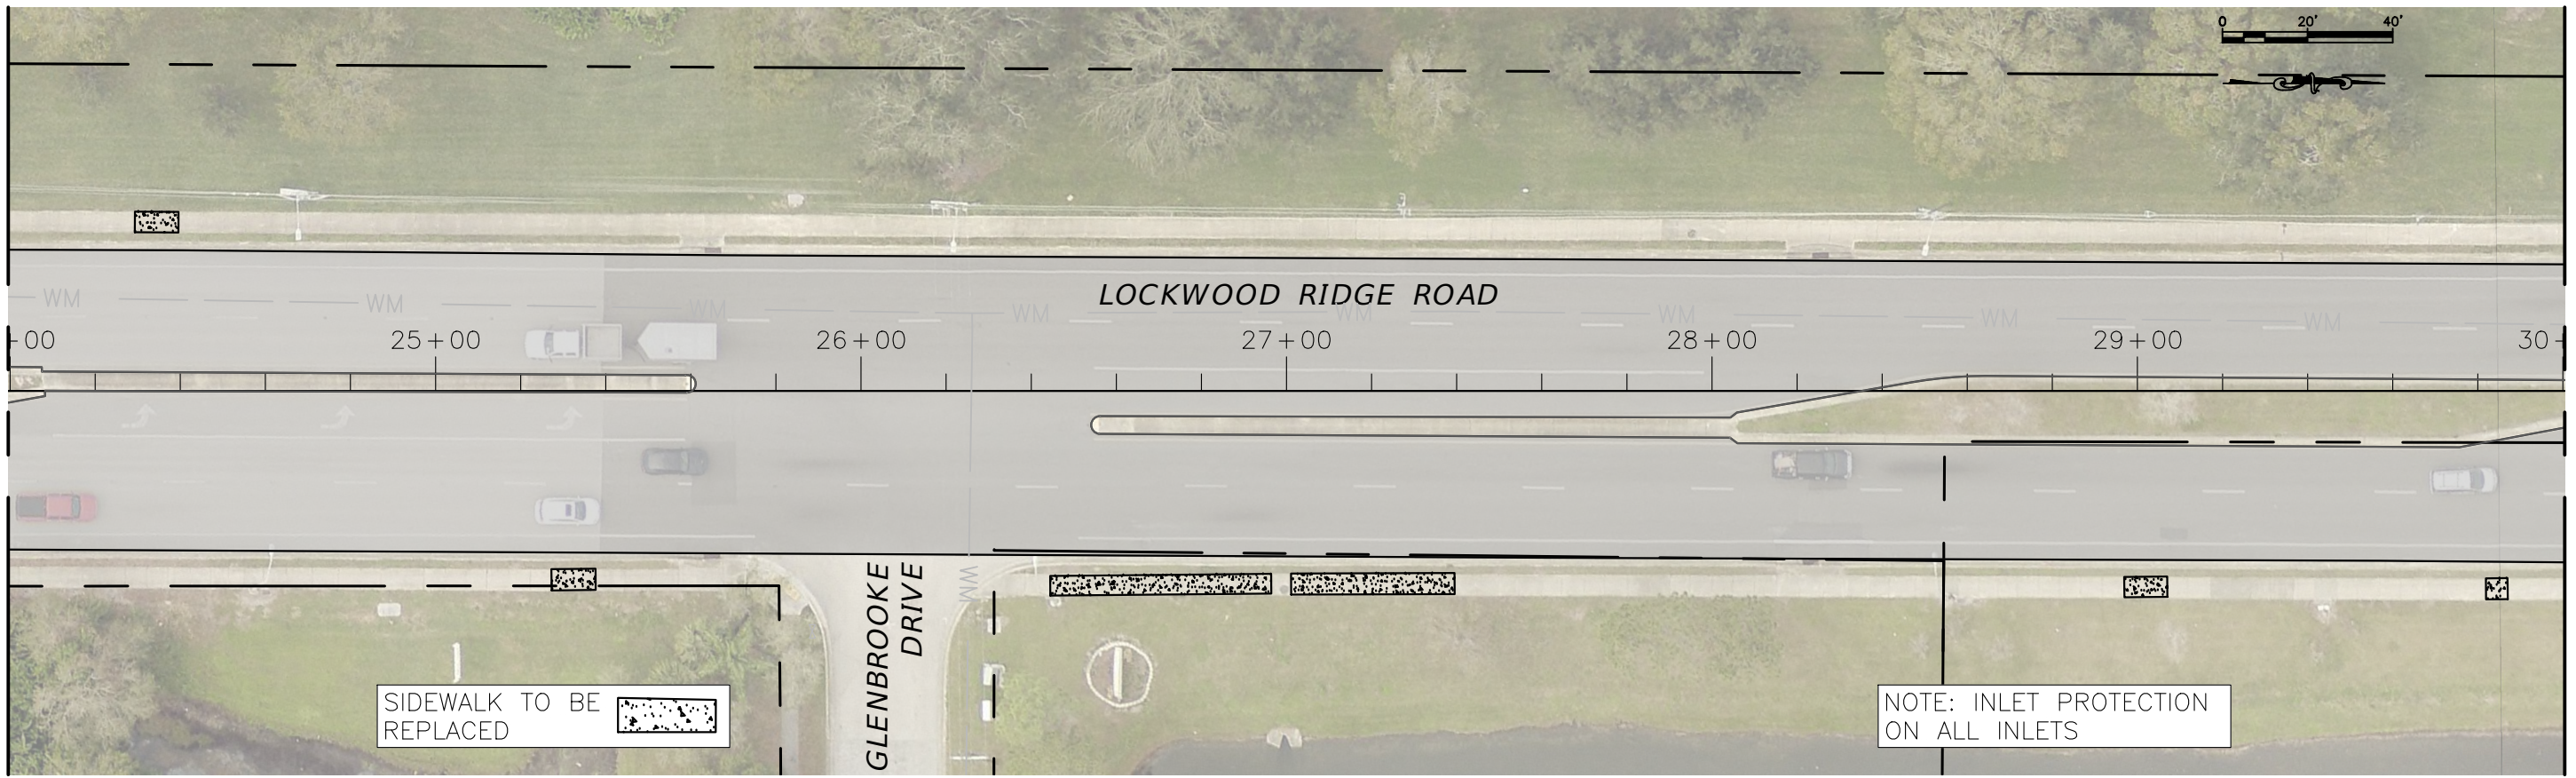 0 20' 40'
LOCKWOOD RIDGE ROAD
WM WM WM WM WM WM WM WM
+00 25+00 26+00 27+00 28+00 29+00 30+
WM
GLENBROOKE
DRIVE
SIDEWALK TO BE
REPLACED
NOTE: INLET PROTECTION
ON ALL INLETS